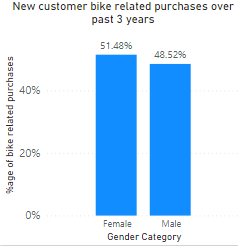 New customer bike related purchases over
past 3 years
51.48%
48.52%
40%
20%
0%
%age of bike related purchases
Female
Male
Gender Category